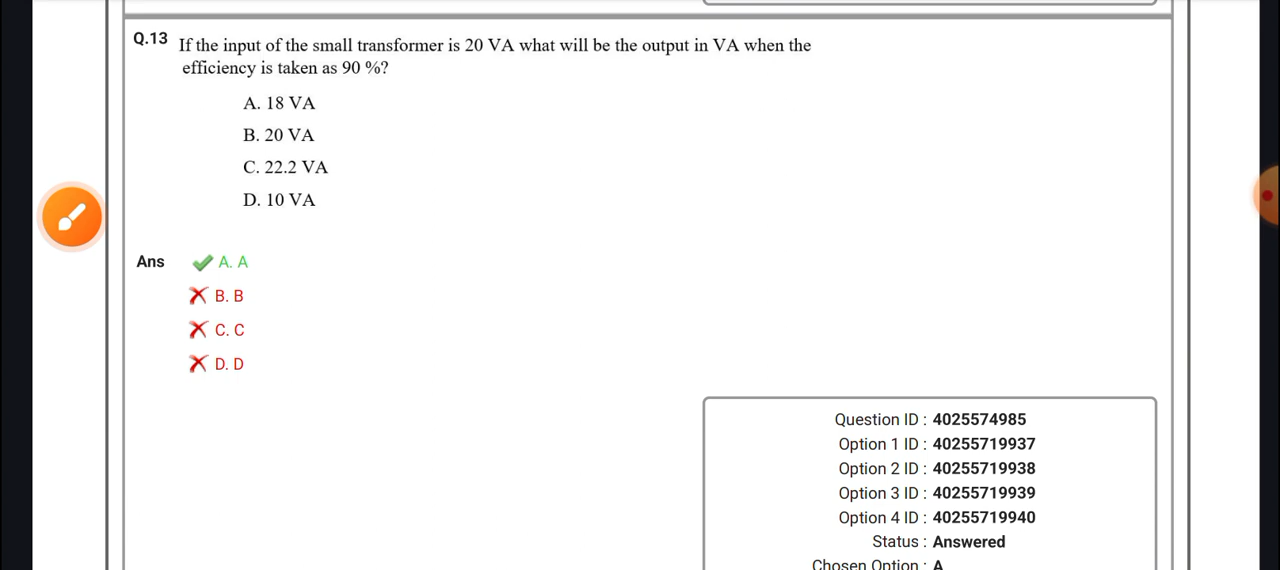 Q.13 If the input of the small transformer is 20 VA what will be the output in VA when the
efficiency is taken as 90 %?
A. 18 VA
B. 20 VA
C. 22.2 VA
D. 10 VA
Ans A. A
B. B
C. C
D. D
Question ID : 4025574985
Option 1 ID : 40255719937
Option 2 ID : 40255719938
Option 3 ID : 40255719939
Option 4 ID : 40255719940
Status : Answered
Chosen Option : A